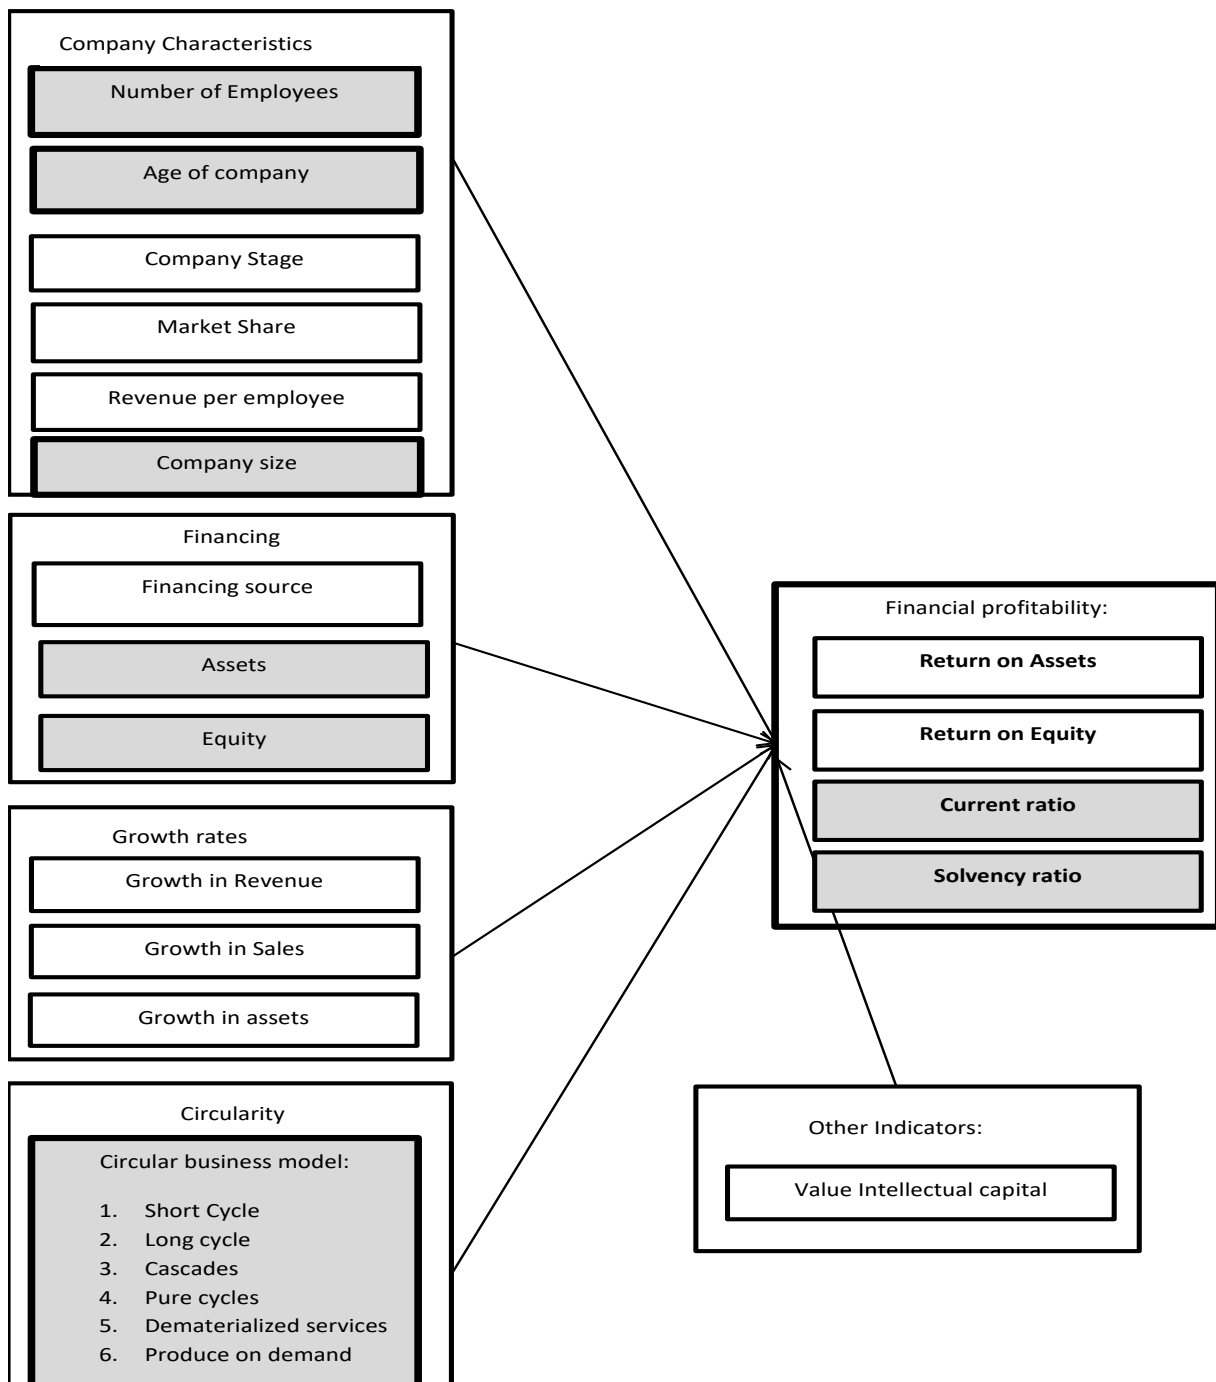 Company Characteristics
Number of Employees
Age of company
Company Stage
Market Share
Revenue per employee
Company size
Financing
Financing source
Assets
Equity
Growth rates
Growth in Revenue
Growth in Sales
Growth in assets
Circularity
Circular business model:
1. Short Cycle
2. Long cycle
3. Cascades
4. Pure cycles
5. Dematerialized services
6. Produce on demand
Financial profitability:
Return on Assets
Return on Equity
Current ratio
Solvency ratio
Other Indicators:
Value Intellectual capital